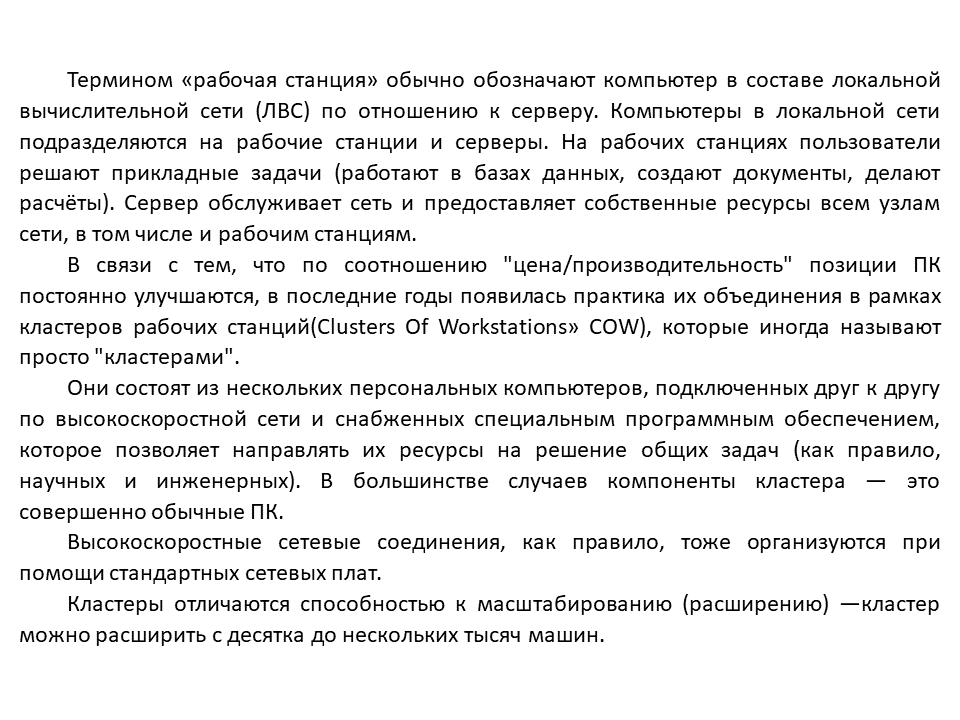 Термином «рабочая станция» обычно обозначают компьютер в составе локальной
вычислительной сети (ЛВС) по отношению к серверу. Компьютеры в локальной сети
подразделяются на рабочие станции и серверы. На рабочих станциях пользователи
решают прикладные задачи (работают в базах данных, создают документы, делают
расчёты). Сервер обслуживает сеть и предоставляет собственные ресурсы всем узлам
сети, в том числе и рабочим станциям.
В связи с тем, что по соотношению "цена/производительность" позиции ПК
постоянно улучшаются, в последние годы появилась практика их объединения в рамках
кластеров рабочих станций(Clusters Of Workstations» COW), которые иногда называют
просто "кластерами".
Они состоят из нескольких персональных компьютеров, подключенных друг к другу
по высокоскоростной сети и снабженных специальным программным обеспечением,
которое позволяет направлять их ресурсы на решение общих задач (как правило,
научных и инженерных). В большинстве случаев компоненты кластера — это
совершенно обычные ПК.
Высокоскоростные сетевые соединения, как правило, тоже организуются при
помощи стандартных сетевых плат.
Кластеры отличаются способностью к масштабированию (расширению) —кластер
можно расширить с десятка до нескольких тысяч машин.